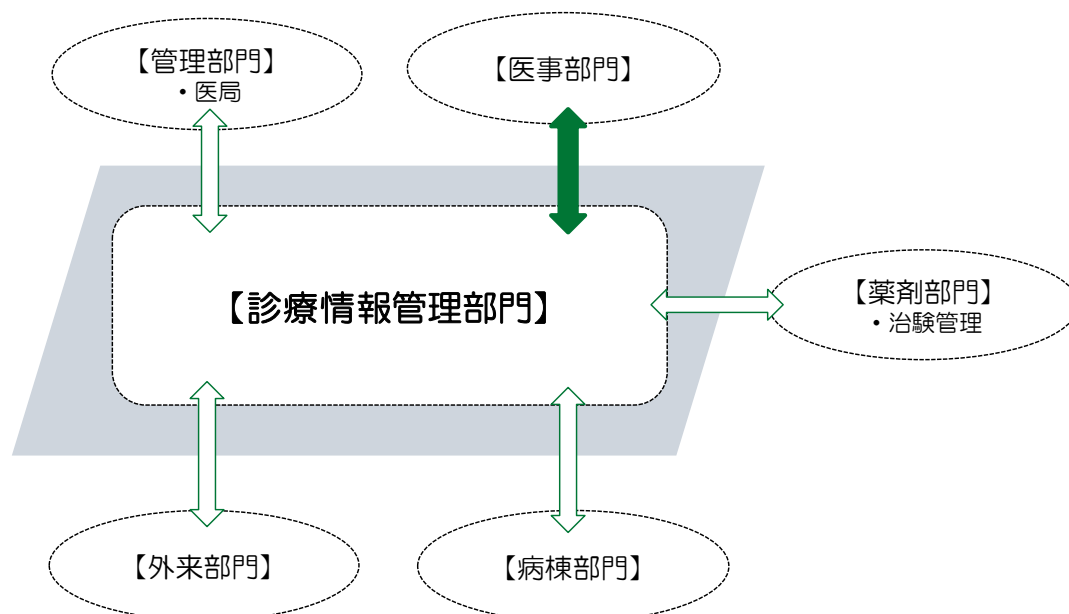 【管理部門】
・医局
【医事部門】
【診療情報管理部門】
【薬剤部門】
・治験管理
【外来部門】
【病棟部門】